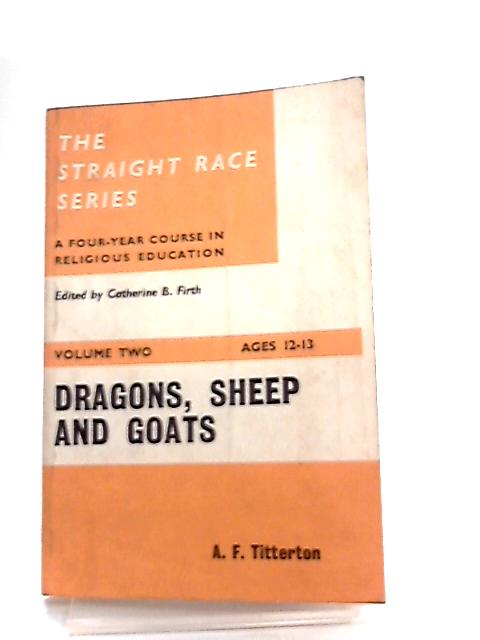 THE
STRAIGHT RACE
SERIES
A FOUR-YEAR COURSE IN
RELIGIOUS EDUCATION
Edited by Catherine B. Firth
VOLUME TWO AGES 12-13
DRAGONS, SHEEP
AND GOATS
A. F. Titterton